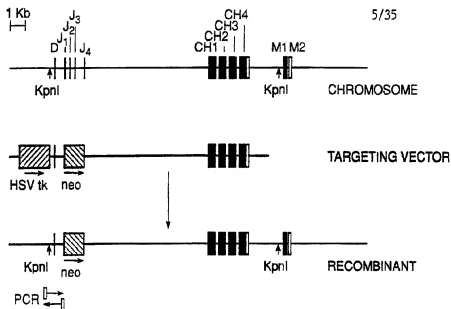 1 Kb
5/35
D J1 J2 J3 J4 CH1 CH2 CH3 CH4 M1 M2
KpnI KpnI CHROMOSOME
TARGETING VECTOR
HSV tk neo
KpnI neo KpnI RECOMBINANT
PCR